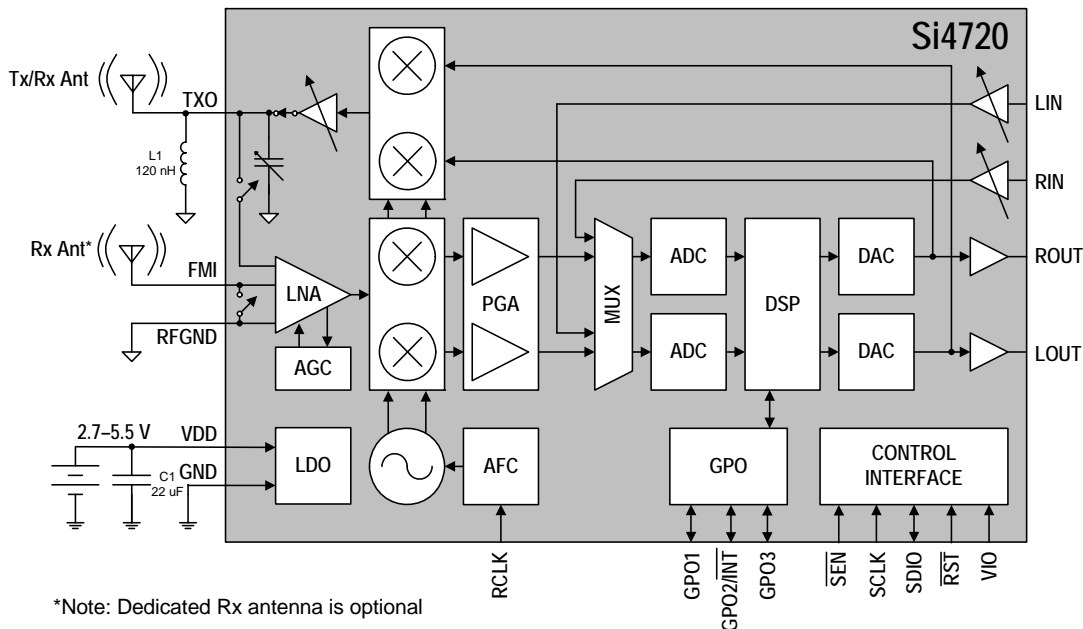 Si4720
Tx/Rx Ant
TXO
LIN
L1
120 nH
RIN
Rx Ant*
FMI
LNA
PGA
MUX
ADC
DSP
DAC
ROUT
RFGND
AGC
ADC
DAC
LOUT
2.7–5.5 V
VDD
GND
C1
22 uF
LDO
AFC
GPO
CONTROL
INTERFACE
RCLK
GPO1
GPO2/INT
GPO3
SEN
SCLK
SDIO
RST
VIO
*Note: Dedicated Rx antenna is optional